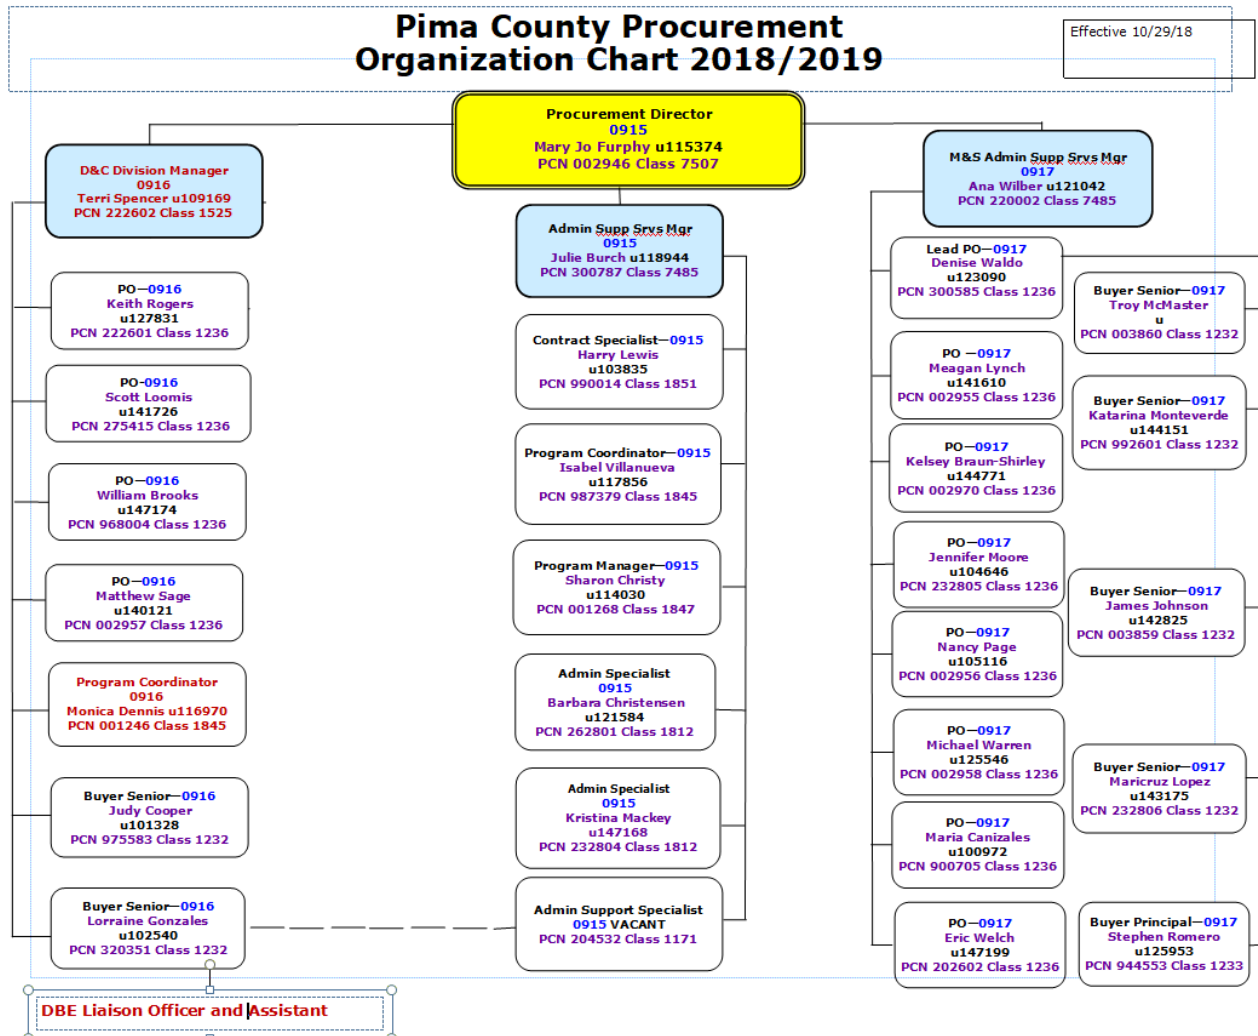 Pima County Procurement
Organization Chart 2018/2019
Effective 10/29/18
Procurement Director
0915
Mary Jo Furphy u115374
PCN 002946 Class 7507
D&C Division Manager
0916
Terri Spencer u109169
PCN 222602 Class 1525
PO—0916
Keith Rogers
u127831
PCN 222601 Class 1236
PO-0916
Scott Loomis
u141726
PCN 275415 Class 1236
PO—0916
William Brooks
u147174
PCN 968004 Class 1236
PO—0916
Matthew Sage
u140121
PCN 002957 Class 1236
Program Coordinator
0916
Monica Dennis u116970
PCN 001246 Class 1845
Buyer Senior—0916
Judy Cooper
u101328
PCN 975583 Class 1232
Buyer Senior—0916
Lorraine Gonzales
u102540
PCN 320351 Class 1232
DBE Liaison Officer and Assistant
Admin Supp Srvs Mgr
0915
Julie Burch u118944
PCN 300787 Class 7485
Contract Specialist—0915
Harry Lewis
u103835
PCN 990014 Class 1851
Program Coordinator—0915
Isabel Villanueva
u117856
PCN 987379 Class 1845
Program Manager—0915
Sharon Christy
u114030
PCN 001268 Class 1847
Admin Specialist
0915
Barbara Christensen
u121584
PCN 262801 Class 1812
Admin Specialist
0915
Kristina Mackey
u147168
PCN 232804 Class 1812
Admin Support Specialist
0915 VACANT
PCN 204532 Class 1171
M&S Admin Supp Srvs Mgr
0917
Ana Wilber u121042
PCN 220002 Class 7485
Lead PO—0917
Denise Waldo
u123090
PCN 300585 Class 1236
PO —0917
Meagan Lynch
u141610
PCN 002955 Class 1236
PO—0917
Kelsey Braun-Shirley
u144771
PCN 002970 Class 1236
PO—0917
Jennifer Moore
u104646
PCN 232805 Class 1236
PO—0917
Nancy Page
u105116
PCN 002956 Class 1236
PO—0917
Michael Warren
u125546
PCN 002958 Class 1236
PO—0917
Maria Canizales
u100972
PCN 900705 Class 1236
PO—0917
Eric Welch
u147199
PCN 202602 Class 1236
Buyer Senior—0917
Troy McMaster
u
PCN 003860 Class 1232
Buyer Senior—0917
Katarina Monteverde
u144151
PCN 992601 Class 1232
Buyer Senior—0917
James Johnson
u142825
PCN 003859 Class 1232
Buyer Senior—0917
Maricruz Lopez
u143175
PCN 232806 Class 1232
Buyer Principal—0917
Stephen Romero
u125953
PCN 944553 Class 1233